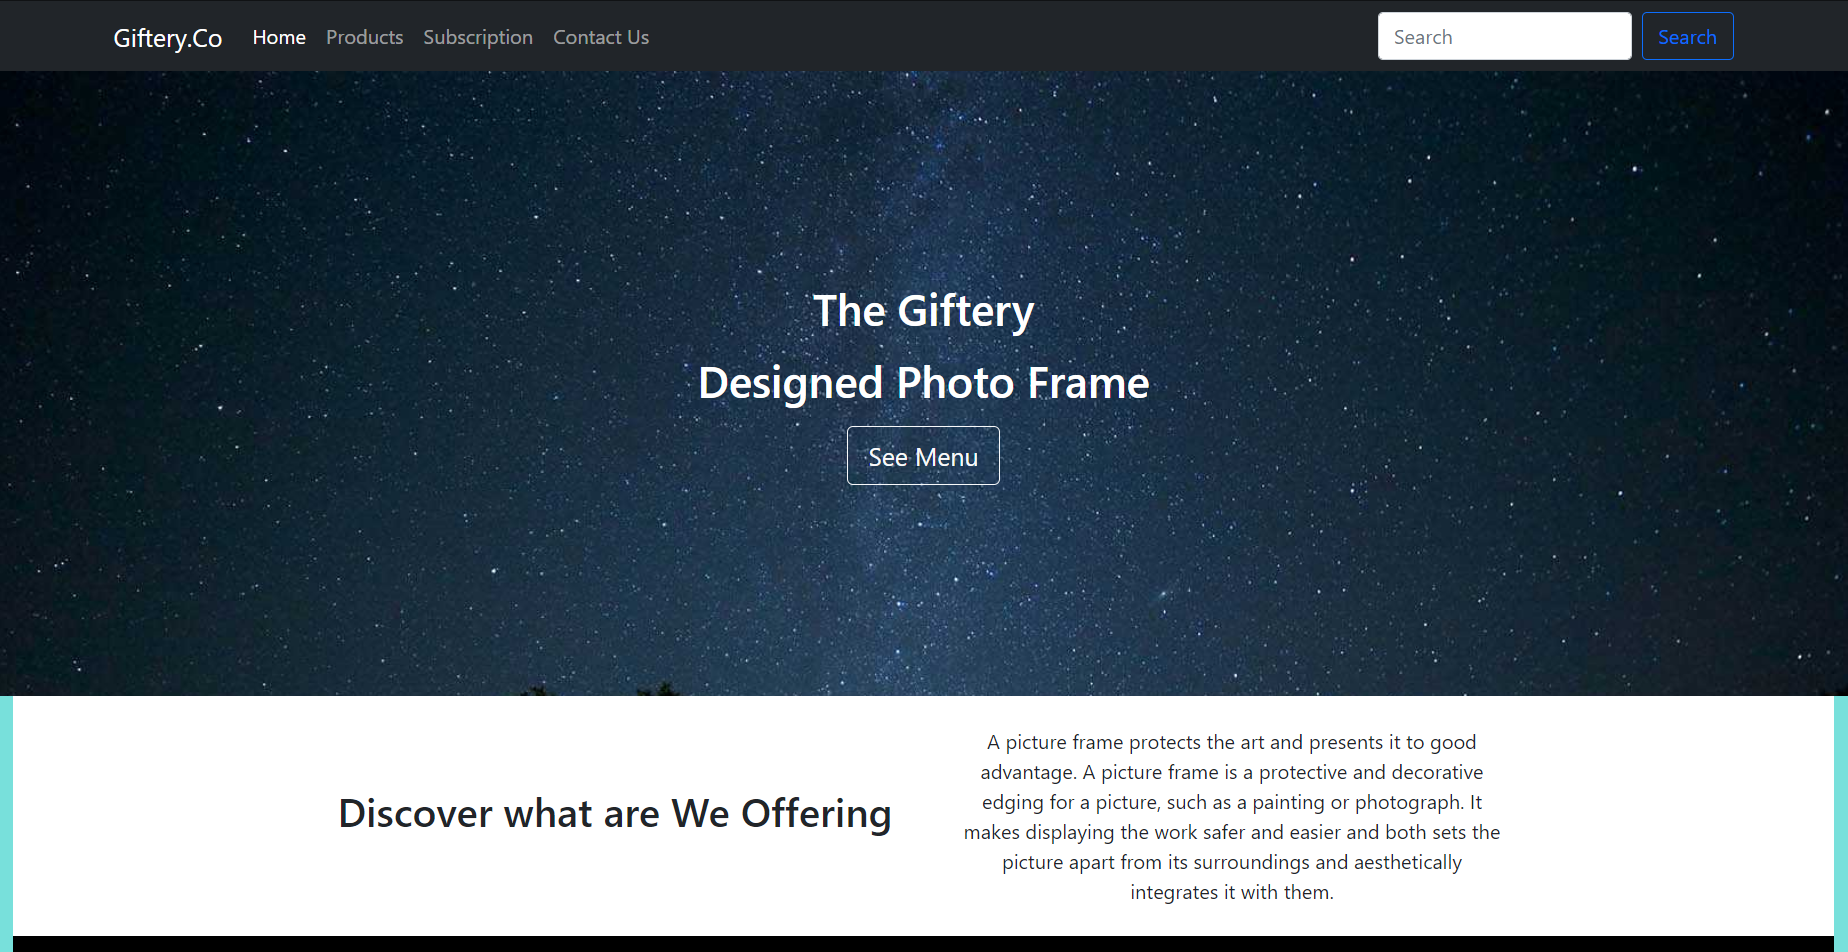 Giftery.Co Home Products Subscription Contact Us Search Search
The Giftery
Designed Photo Frame
See Menu
Discover what are We Offering
A picture frame protects the art and presents it to good
advantage. A picture frame is a protective and decorative
edging for a picture, such as a painting or photograph. It
makes displaying the work safer and easier and both sets the
picture apart from its surroundings and aesthetically
integrates it with them.